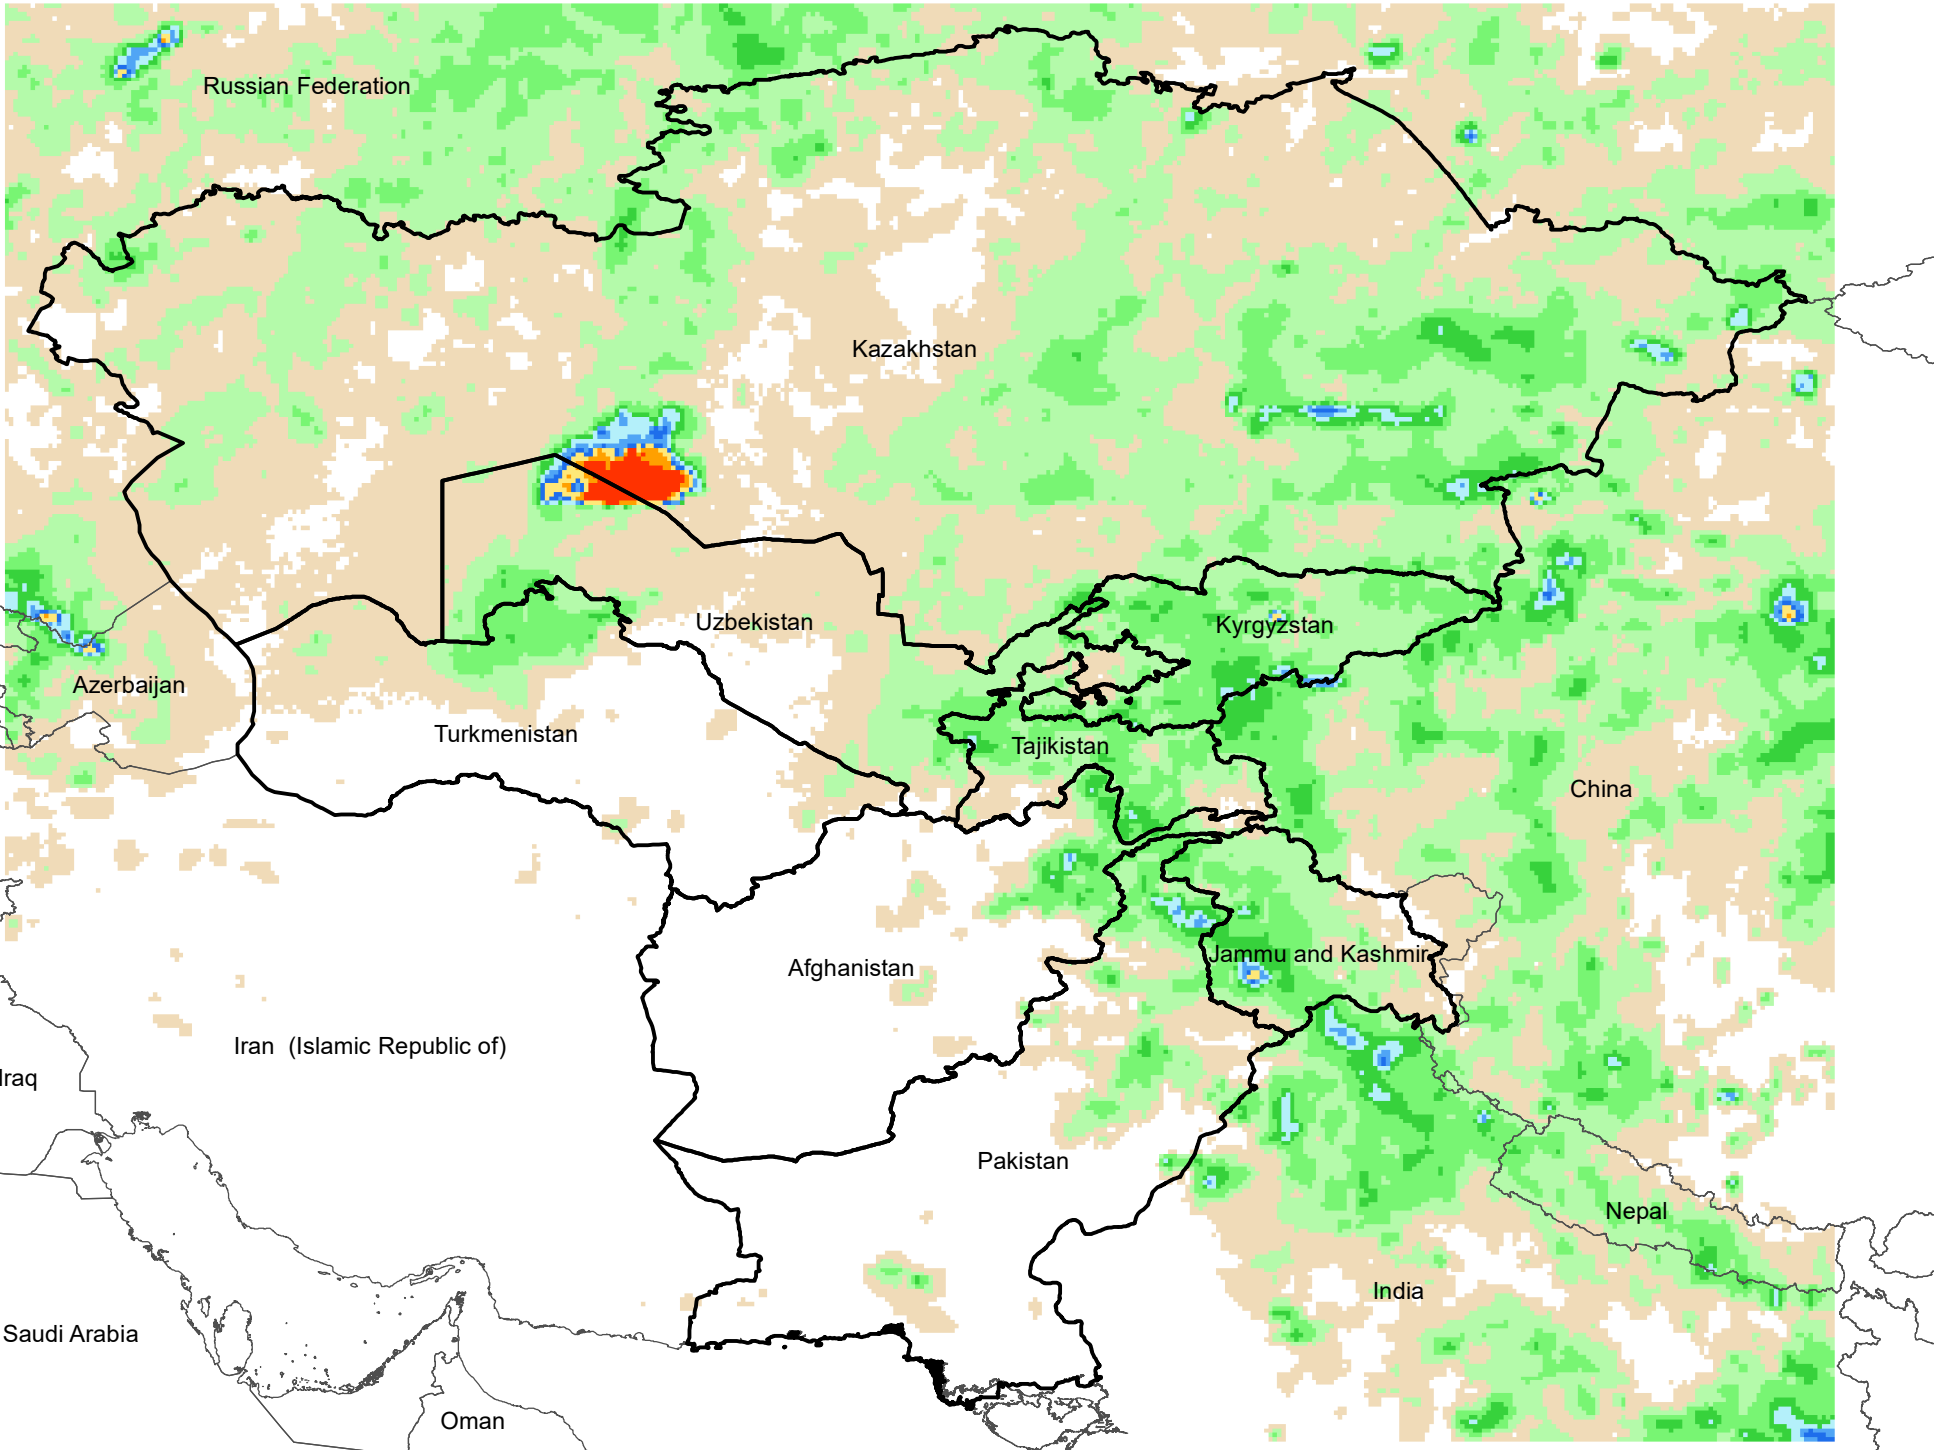 Russian Federation
Kazakhstan
Uzbekistan
Kyrgyzstan
Azerbaijan
Turkmenistan
Tajikistan
China
Jammu and Kashmir
Afghanistan
Iran  (Islamic Republic of)
Iraq
Pakistan
Nepal
India
Saudi Arabia
Oman